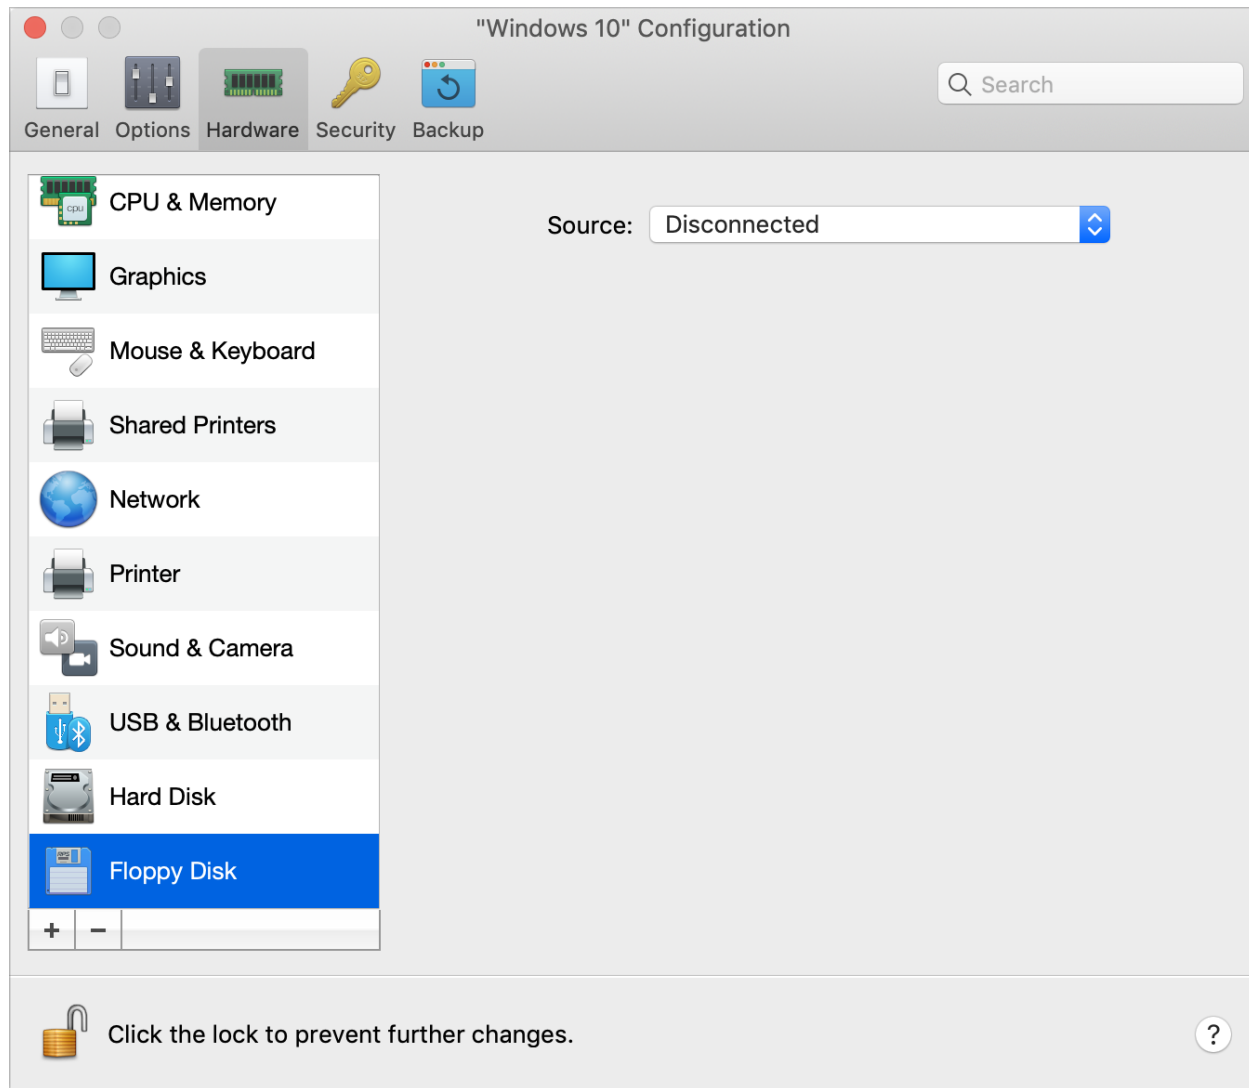 "Windows 10" Configuration
General Options Hardware Security Backup
Search
CPU & Memory
Source: Disconnected
Graphics
Mouse & Keyboard
Shared Printers
Network
Printer
Sound & Camera
USB & Bluetooth
Hard Disk
Floppy Disk
+ −
Click the lock to prevent further changes.
?